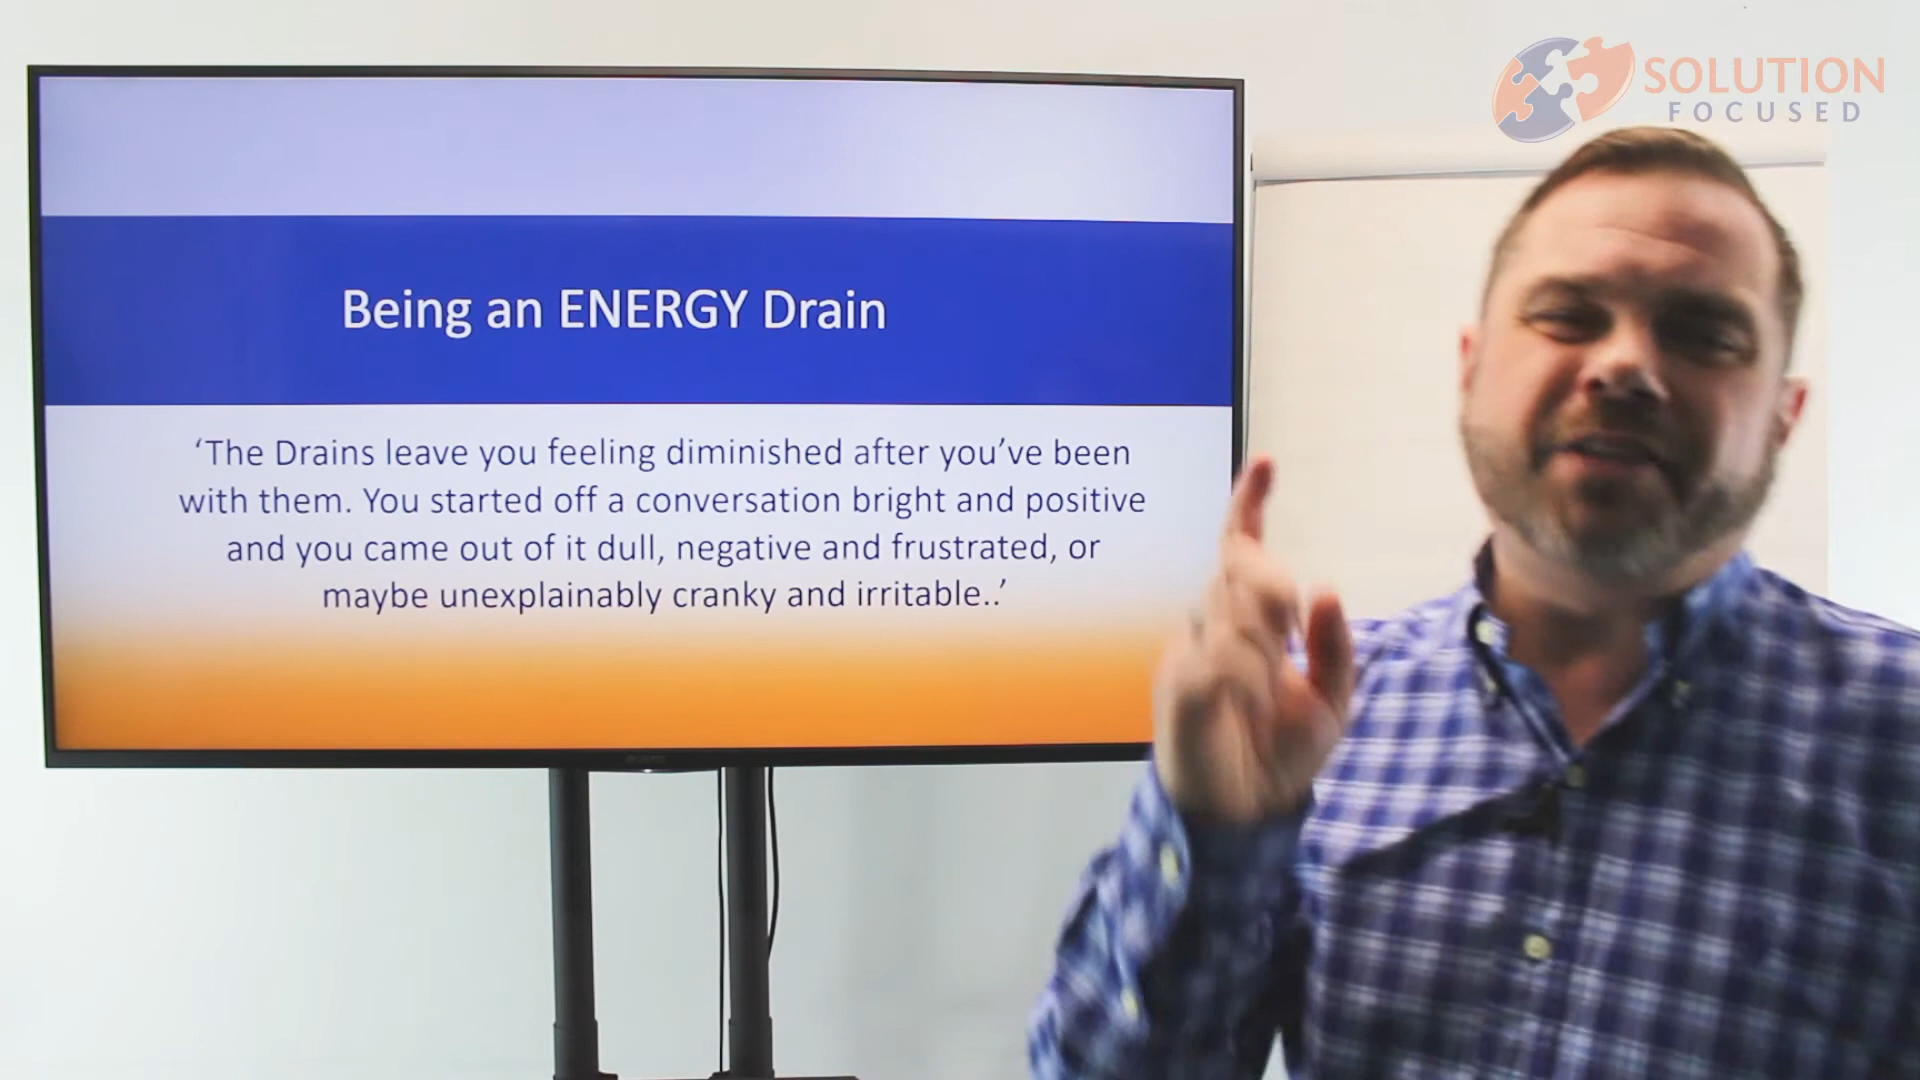 SOLUTION
FOCUSED
Being an ENERGY Drain
‘The Drains leave you feeling diminished after you’ve been
with them. You started off a conversation bright and positive
and you came out of it dull, negative and frustrated, or
maybe unexplainably cranky and irritable..’